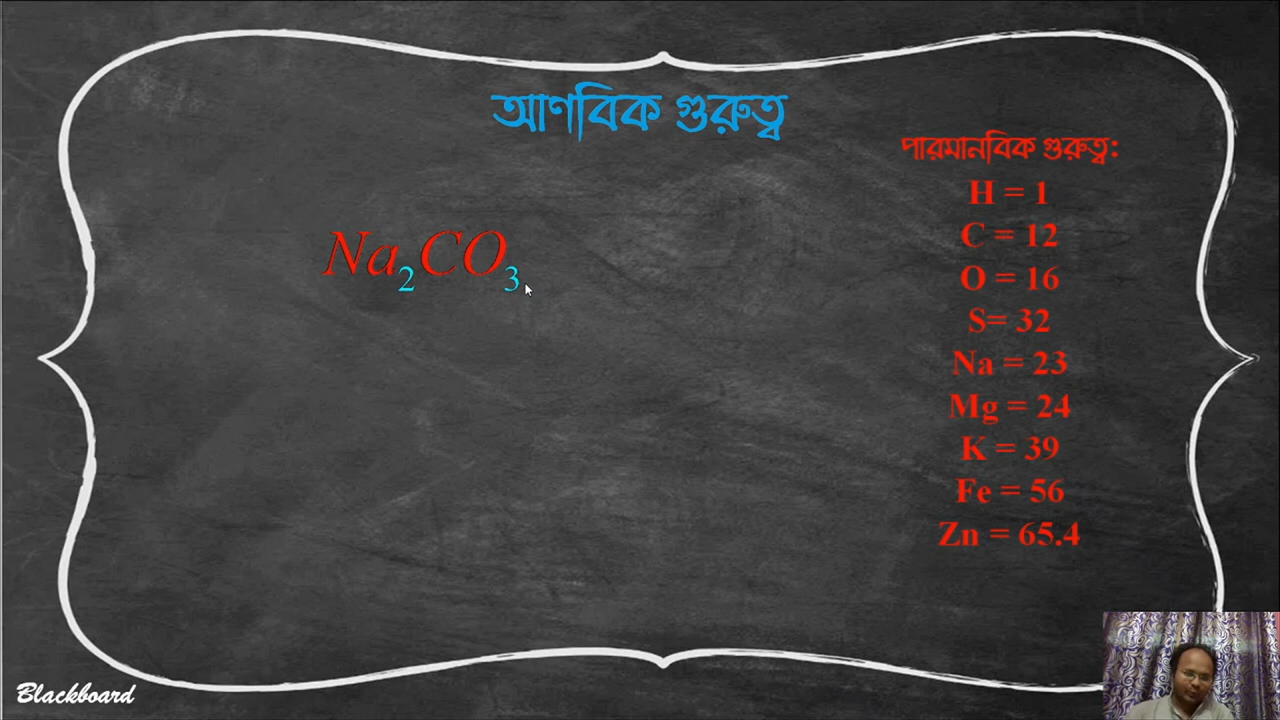 আণবিক গুরুত্ব
পারমানবিক গুরুত্ব:
H = 1
C = 12
O = 16
S= 32
Na = 23
Mg = 24
K = 39
Fe = 56
Zn = 65.4
Na₂CO₃
Blackboard